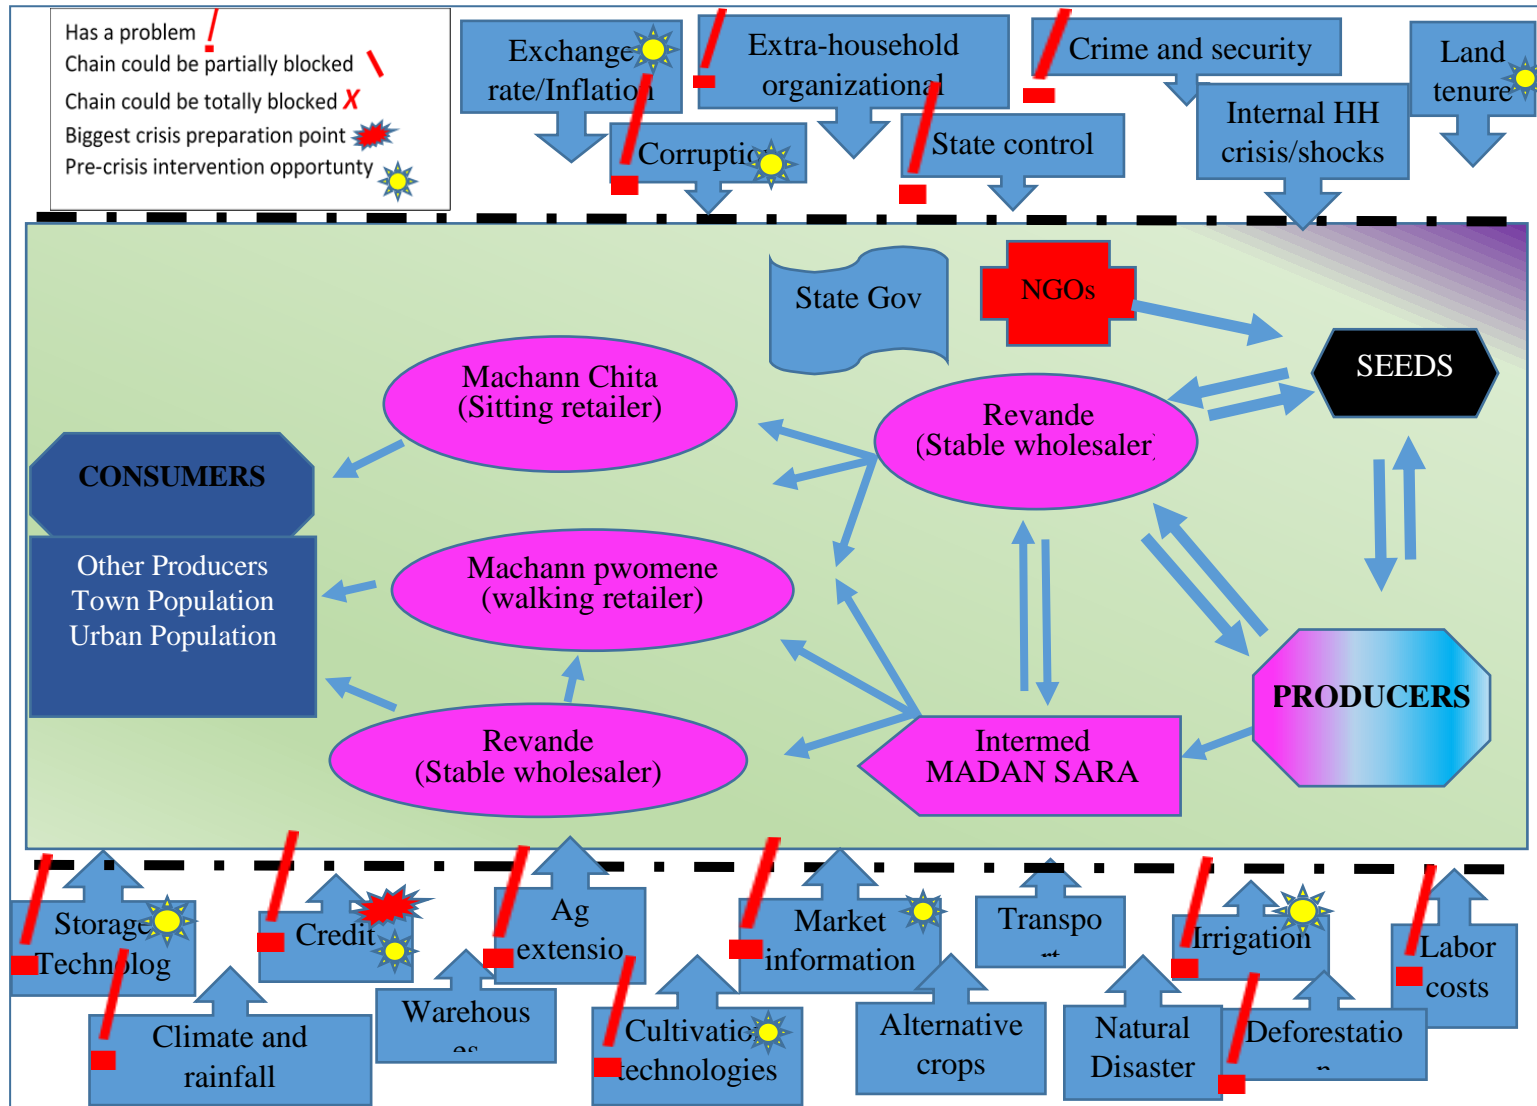 Has a problem
Chain could be partially blocked
Chain could be totally blocked X
Biggest crisis preparation point
Pre-crisis intervention opportunty
Exchange
rate/Inflation
Extra-household
organizational
Crime and security
Land
tenure
Corruptio
State control
Internal HH
crisis/shocks
State Gov
NGOs
SEEDS
Machann Chita
(Sitting retailer)
Revande
(Stable wholesaler)
CONSUMERS
Other Producers
Town Population
Urban Population
Machann pwomene
(walking retailer)
PRODUCERS
Revande
(Stable wholesaler)
Intermed
MADAN SARA
Storage
Technolog
Credit
Ag
extensio
Market
information
Transpo
rt
Irrigation
Labor
costs
Climate and
rainfall
Warehous
es
Cultivation
technologies
Alternative
crops
Natural
Disaster
Deforestatio
n